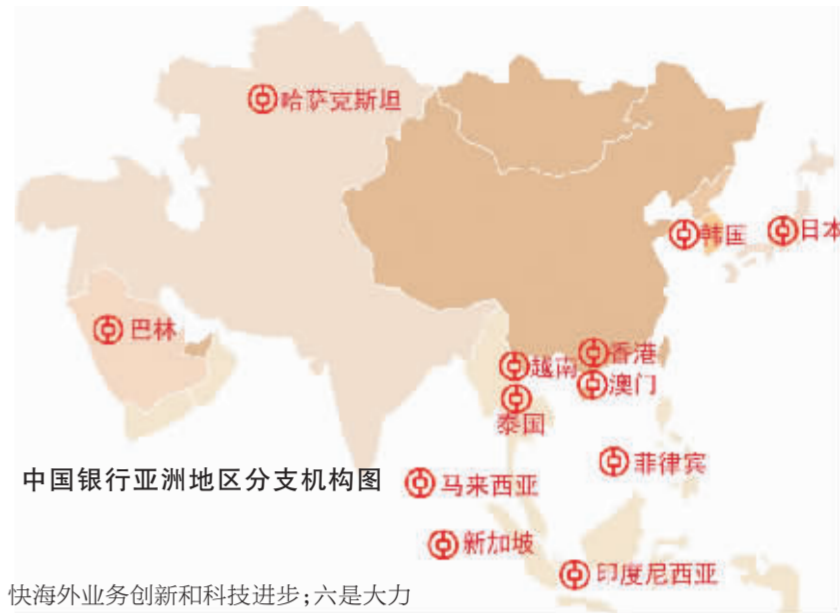 哈萨克斯坦
韩国
日本
巴林
香港
越南
澳门
泰国
菲律宾
中国银行亚洲地区分支机构图
马来西亚
新加坡
印度尼西亚
快海外业务创新和科技进步;六是大力